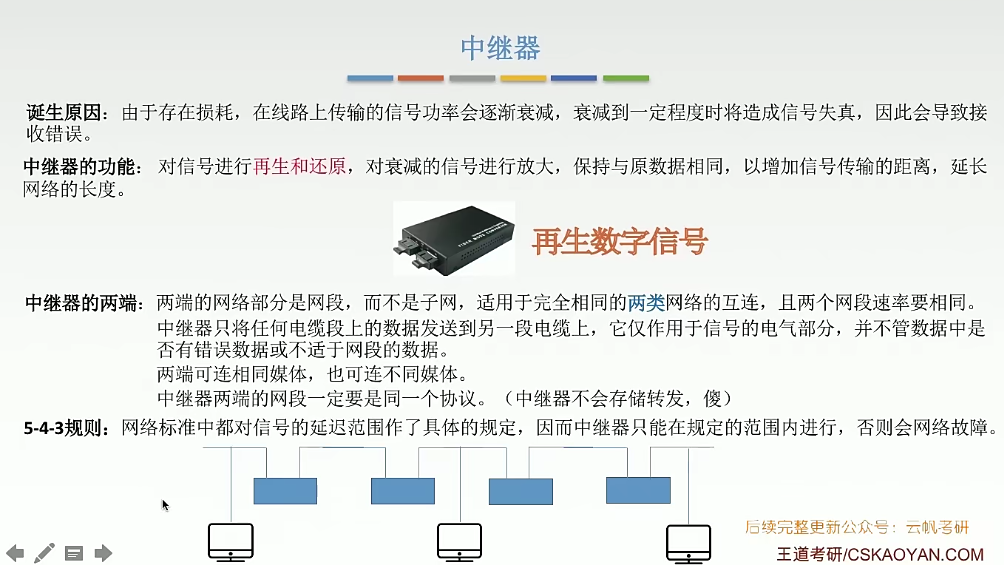 中继器
诞生原因：由于存在损耗，在线路上传输的信号功率会逐渐衰减，衰减到一定程度时将造成信号失真，因此会导致接
收错误。
中继器的功能： 对信号进行再生和还原，对衰减的信号进行放大，保持与原数据相同，以增加信号传输的距离，延长
网络的长度。
再生数字信号
中继器的两端：两端的网络部分是网段，而不是子网，适用于完全相同的两类网络的互连，且两个网段速率要相同。
中继器只将任何电缆段上的数据发送到另一段电缆上，它仅作用于信号的电气部分，并不管数据中是
否有错误数据或不适于网段的数据。
两端可连相同媒体，也可连不同媒体。
中继器两端的网段一定要是同一个协议。（中继器不会存储转发，傻）
5-4-3规则：网络标准中都对信号的延迟范围作了具体的规定，因而中继器只能在规定的范围内进行，否则会网络故障。
后续完整更新公众号：云帆考研
王道考研/CSKAOYAN.COM